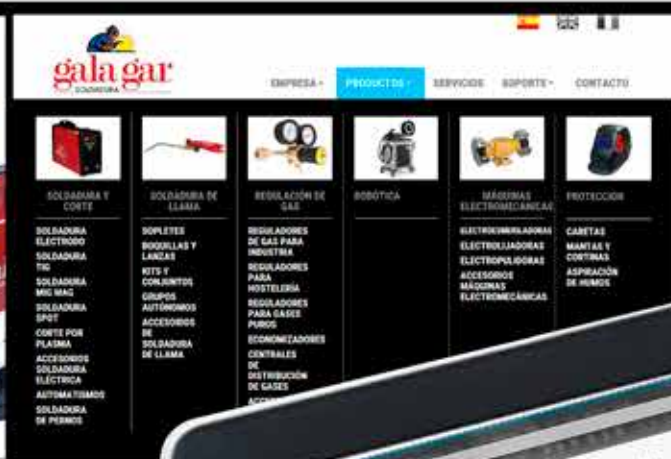 gala gar
SOLDADURA
EMPRESA
PRODUCTOS
SERVICIOS
SOPORTE
CONTACTO
SOLDADURA Y
CORTE
SOLDADURA
ELECTRODO
SOLDADURA
TIG
SOLDADURA
MIG MAG
SOLDADURA
SPOT
CORTE POR
PLASMA
ACCESORIOS
SOLDADURA
ELÉCTRICA
AUTOMATISMOS
SOLDADURA
DE PERNOS
SOLDADURA DE
LLAMA
SOPLETES
BOQUILLAS Y
LANZAS
KITS Y
CONJUNTOS
GRUPOS
AUTÓNOMOS
ACCESORIOS
DE
SOLDADURA
DE LLAMA
REGULACIÓN DE
GAS
REGULADORES
DE GAS PARA
INDUSTRIA
REGULADORES
PARA
HOSTELERÍA
REGULADORES
PARA GASES
PUROS
ECONOMIZADORES
CENTRALES
DE
DISTRIBUCIÓN
DE GASES
ROBÓTICA
MÁQUINAS
ELECTROMECÁNICAS
ELECTROESMERILADORAS
ELECTROLIJADORAS
ELECTROPULIDORAS
ACCESORIOS
MÁQUINAS
ELECTROMECÁNICAS
PROTECCIÓN
CARETAS
MANTAS Y
CORTINAS
ASPIRACIÓN
DE HUMOS